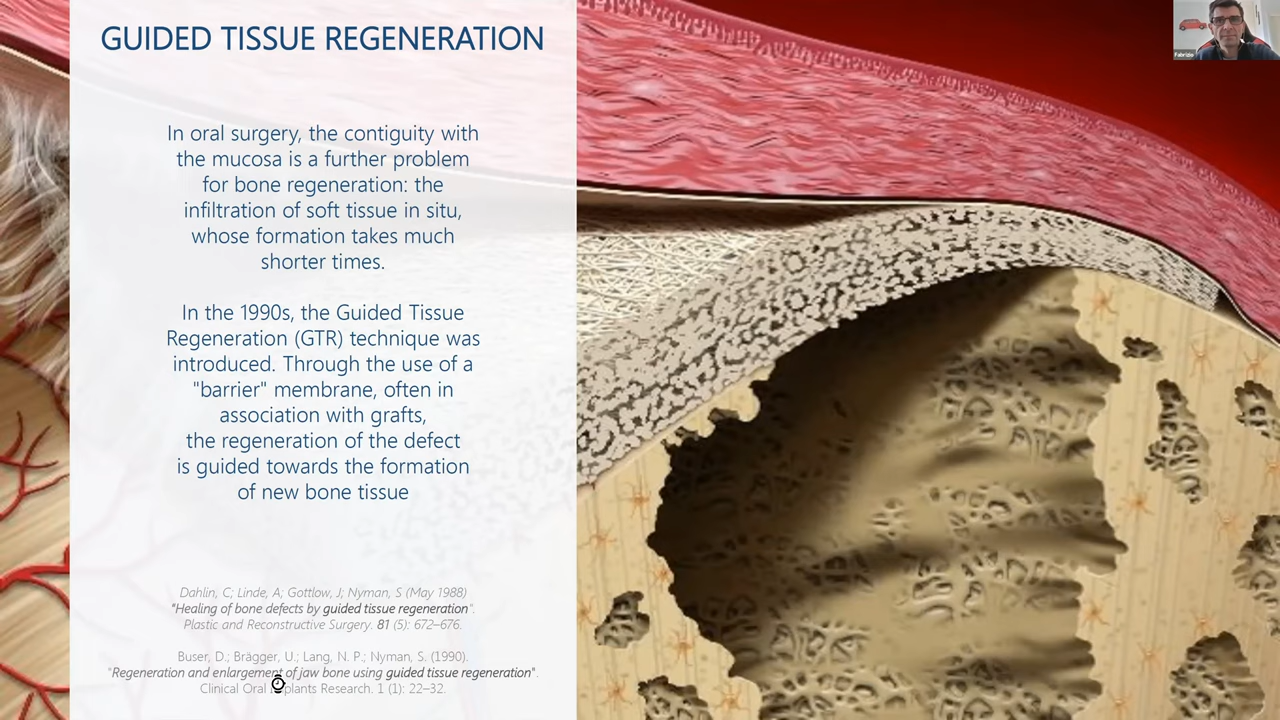 GUIDED TISSUE REGENERATION
In oral surgery, the contiguity with
the mucosa is a further problem
for bone regeneration: the
infiltration of soft tissue in situ,
whose formation takes much
shorter times.
In the 1990s, the Guided Tissue
Regeneration (GTR) technique was
introduced. Through the use of a
"barrier" membrane, often in
association with grafts,
the regeneration of the defect
is guided towards the formation
of new bone tissue
Dahlin, C; Linde, A; Gottlow, J; Nyman, S (May 1988)
"Healing of bone defects by guided tissue regeneration".
Plastic and Reconstructive Surgery. 81 (5): 672–676.
Buser, D.; Brägger, U.; Lang, N. P.; Nyman, S. (1990).
"Regeneration and enlargement of jaw bone using guided tissue regeneration".
Clinical Oral Implants Research. 1 (1): 22–32.
Fabrizio